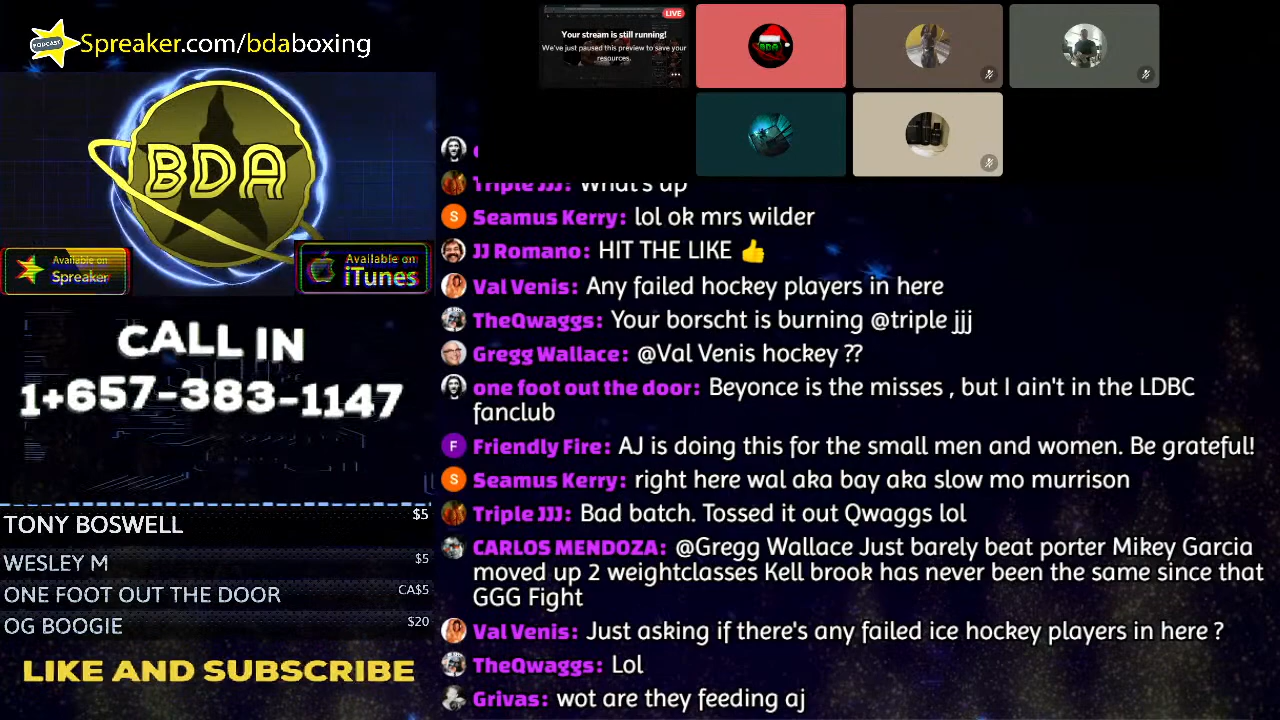 PODCAST
Spreaker.com/bdaboxing
LIVE
Your stream is still running!
We've just paused this preview to save your
resources.
BDA
BDA
Available on
Spreaker
Available on
iTunes
CALL IN
1+657-383-1147
TONY BOSWELL $5
WESLEY M $5
ONE FOOT OUT THE DOOR CA$5
OG BOOGIE $20
LIKE AND SUBSCRIBE
Triple JJJ: What's up
Seamus Kerry: lol ok mrs wilder
JJ Romano: HIT THE LIKE 👍
Val Venis: Any failed hockey players in here
TheQwaggs: Your borscht is burning @triple jjj
Gregg Wallace: @Val Venis hockey ??
one foot out the door: Beyonce is the misses , but I ain't in the LDBC
fanclub
F Friendly Fire: AJ is doing this for the small men and women. Be grateful!
S Seamus Kerry: right here wal aka bay aka slow mo murrison
Triple JJJ: Bad batch. Tossed it out Qwaggs lol
CARLOS MENDOZA: @Gregg Wallace Just barely beat porter Mikey Garcia
moved up 2 weightclasses Kell brook has never been the same since that
GGG Fight
Val Venis: Just asking if there's any failed ice hockey players in here ?
TheQwaggs: Lol
Grivas: wot are they feeding aj